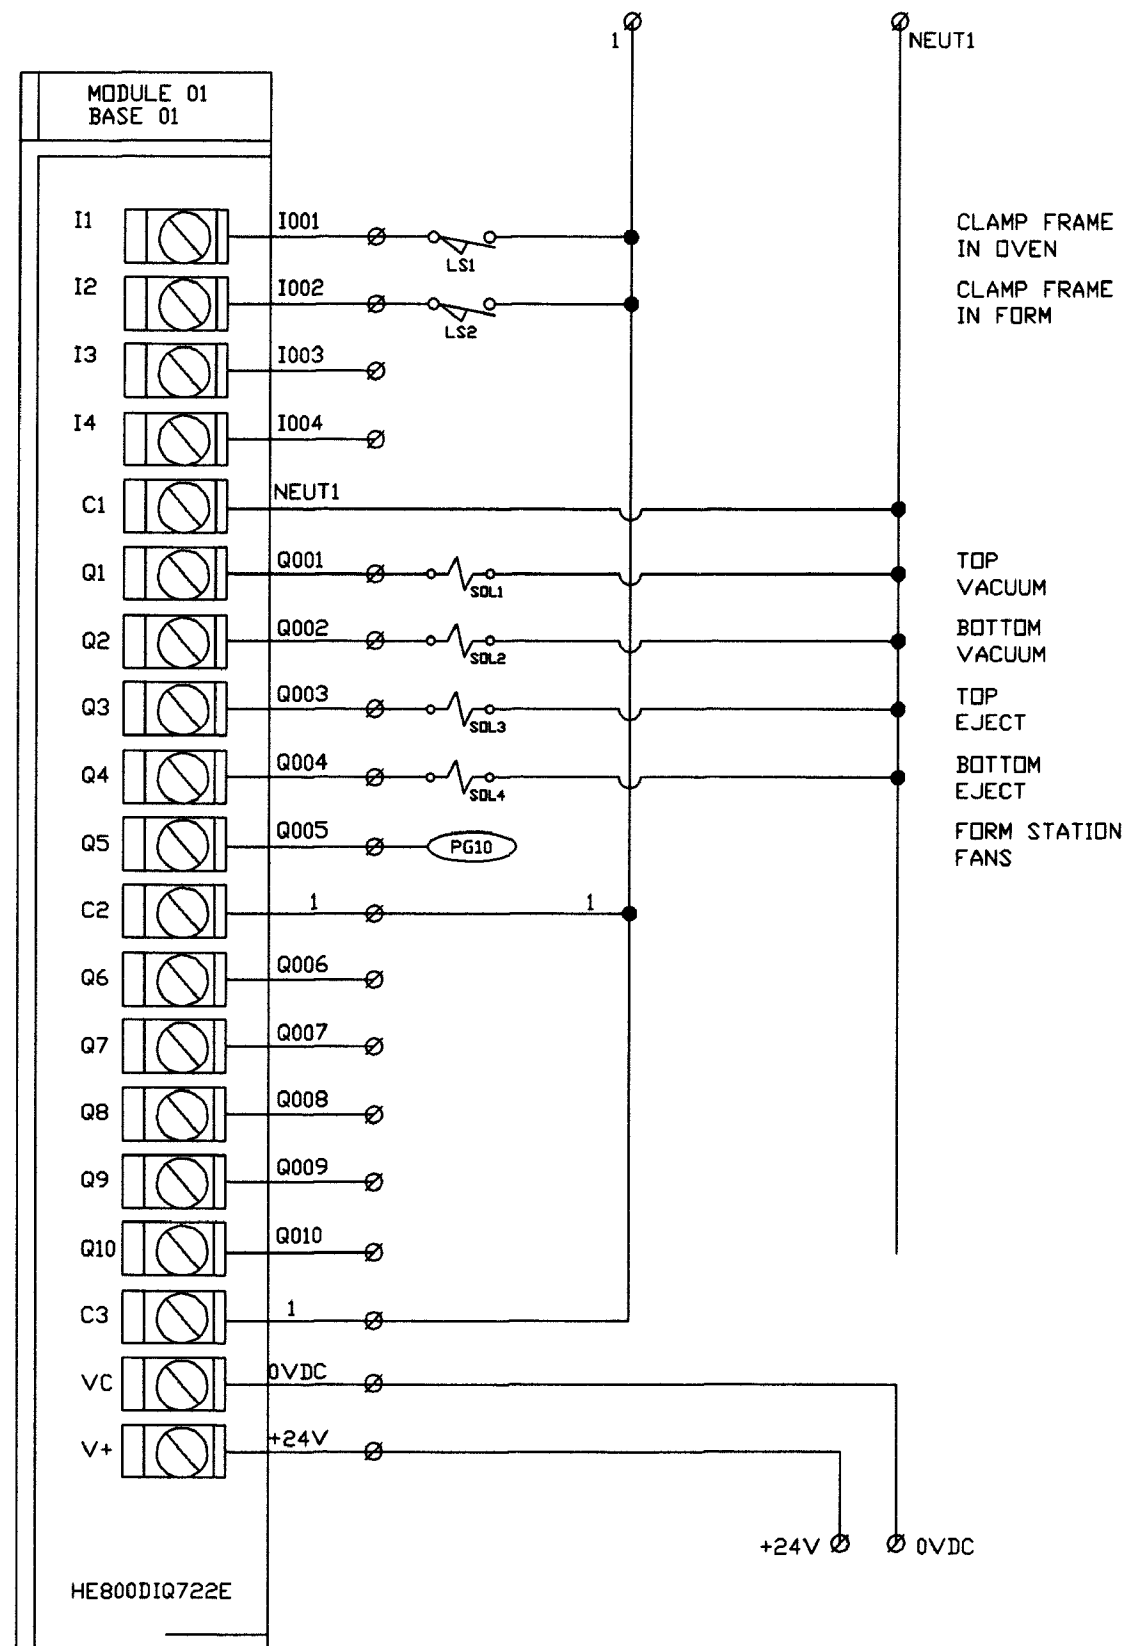 1
NEUT1
MODULE 01
BASE 01
I1
I001
LS1
CLAMP FRAME
IN OVEN
I2
I002
LS2
CLAMP FRAME
IN FORM
I3
I003
I4
I004
C1
NEUT1
Q1
Q001
SOL1
TOP
VACUUM
Q2
Q002
SOL2
BOTTOM
VACUUM
Q3
Q003
SOL3
TOP
EJECT
Q4
Q004
SOL4
BOTTOM
EJECT
Q5
Q005
PG10
FORM STATION
FANS
C2
1
1
Q6
Q006
Q7
Q007
Q8
Q008
Q9
Q009
Q10
Q010
C3
1
VC
0VDC
V+
+24V
+24V
0VDC
HE800DIQ722E